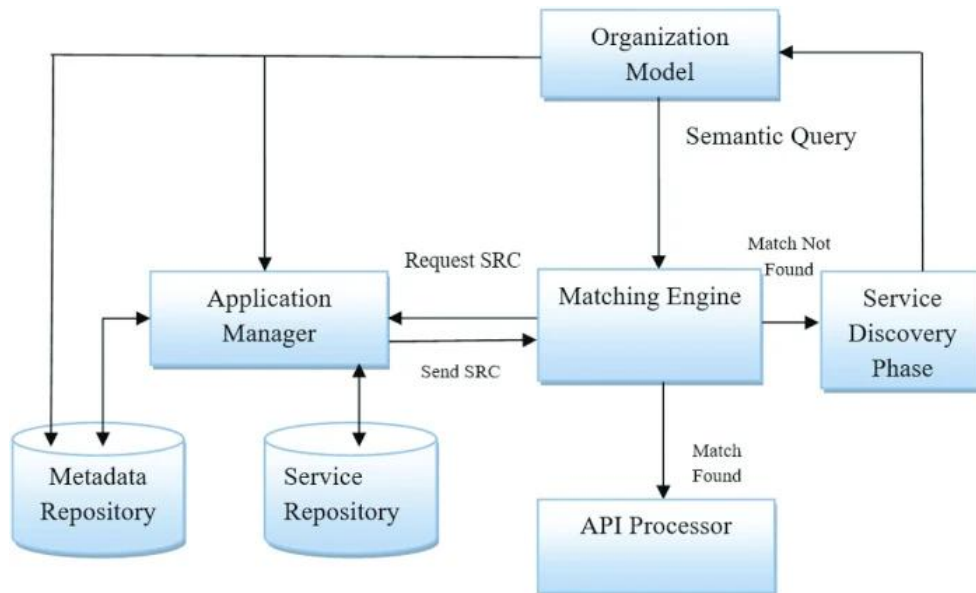 Organization
Model
Semantic Query
Match Not
Found
Request SRC
Application
Manager
Matching Engine
Service
Discovery
Phase
Send SRC
Metadada
Repository
Service
Repository
Match
Found
API Processor